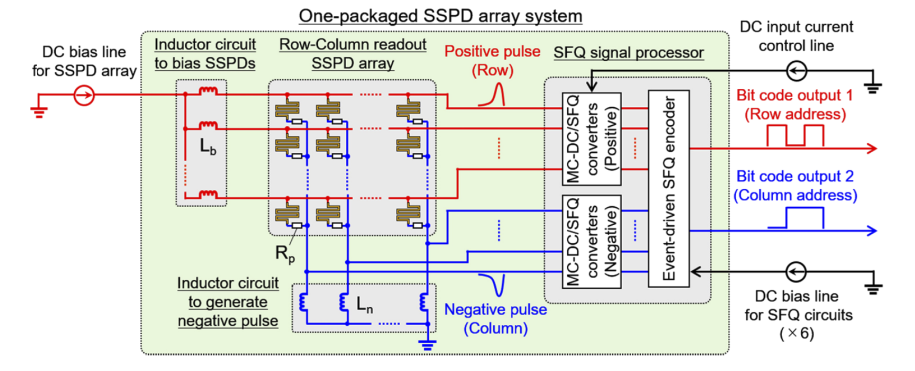 One-packaged SSPD array system
DC bias line
for SSPD array
Inductor circuit
to bias SSPDs
Row-Column readout
SSPD array
Positive pulse
(Row)
SFQ signal processor
DC input current
control line
MC-DC/SFQ
converters
(Positive)
Event-driven SFQ encoder
Bit code output 1
(Row address)
Lb
Bit code output 2
(Column address)
MC-DC/SFQ
converters
(Negative)
Rp
Inductor circuit
to generate
negative pulse
Ln
Negative pulse
(Column)
DC bias line
for SFQ circuits
(×6)